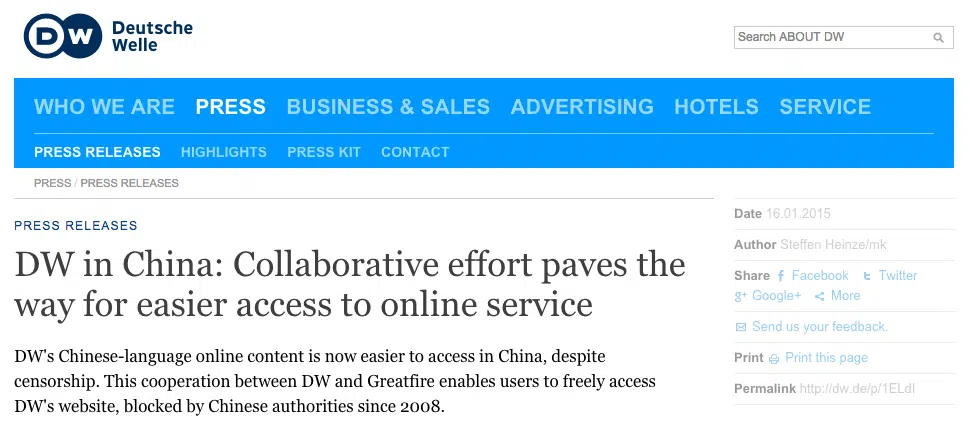 DW Deutsche
Welle
Search ABOUT DW
WHO WE ARE PRESS BUSINESS & SALES ADVERTISING HOTELS SERVICE
PRESS RELEASES HIGHLIGHTS PRESS KIT CONTACT
PRESS / PRESS RELEASES
PRESS RELEASES
DW in China: Collaborative effort paves the
way for easier access to online service
DW's Chinese-language online content is now easier to access in China, despite
censorship. This cooperation between DW and Greatfire enables users to freely access
DW's website, blocked by Chinese authorities since 2008.
Date 16.01.2015
Author Steffen Heinze/mk
Share Facebook Twitter
Google+ More
Send us your feedback.
Print Print this page
Permalink http://dw.de/p/1ELdI